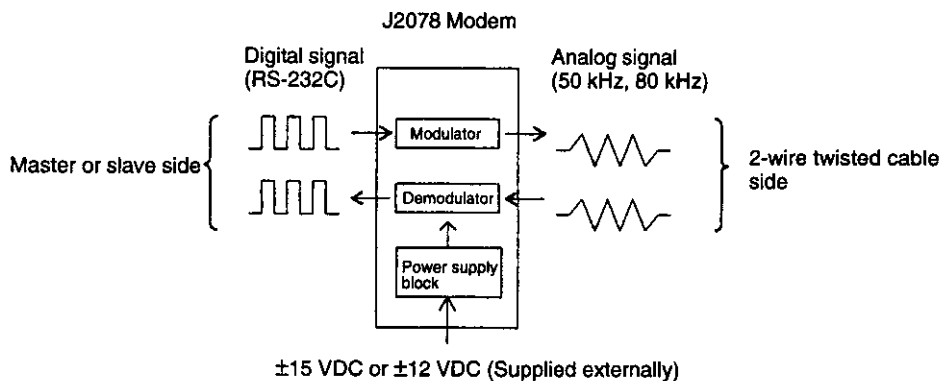 J2078 Modem
Digital signal
(RS-232C)
Analog signal
(50 kHz, 80 kHz)
Modulator
Master or slave side
2-wire twisted cable
side
Demodulator
Power supply
block
±15 VDC or ±12 VDC (Supplied externally)